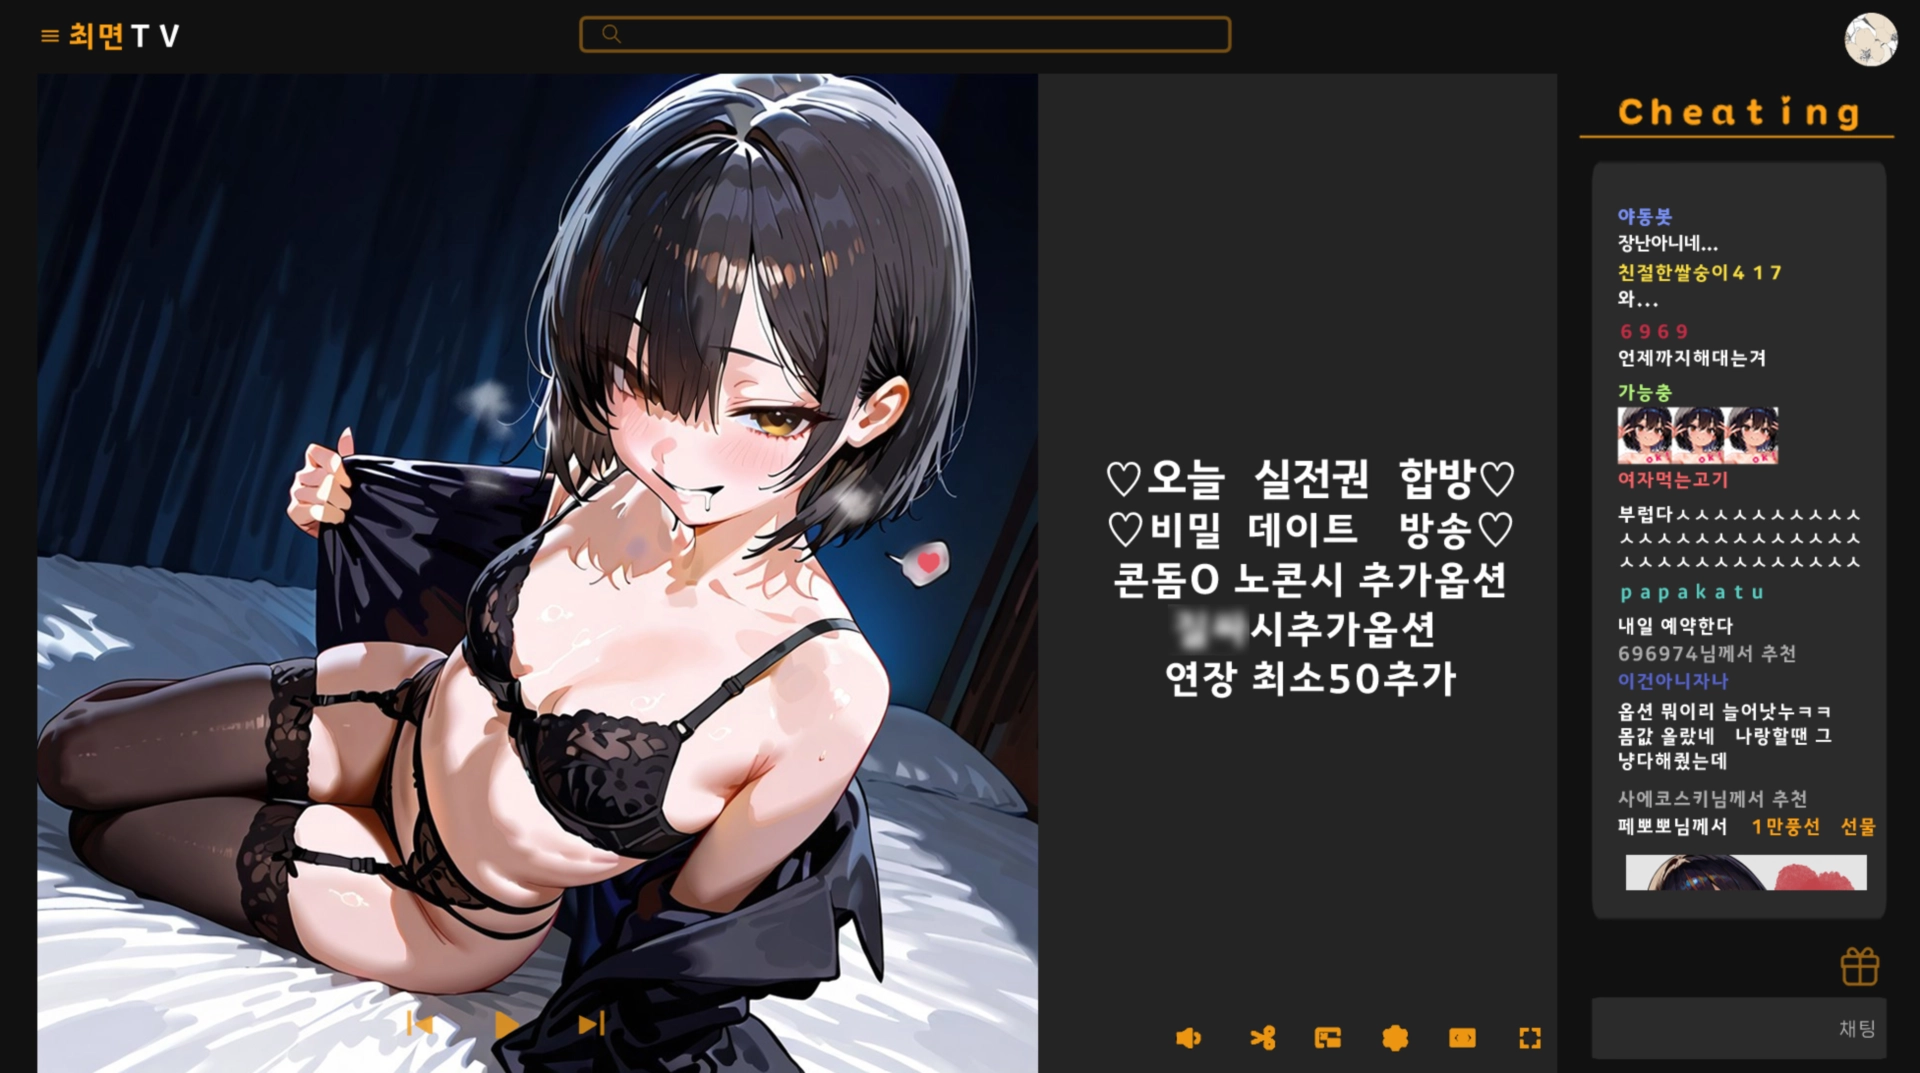 최면TV
♡오늘 실전권 합방♡
♡비밀 데이트 방송♡
콘돔O 노콘시 추가옵션
시추가옵션
연장 최소50추가
Cheating
야동봇
장난아니네...
친절한쌀숭이417
와...
6969
언제까지해대는겨
가능충
여자먹는고기
부럽다ㅅㅅㅅㅅㅅㅅㅅㅅㅅㅅ
ㅅㅅㅅㅅㅅㅅㅅㅅㅅㅅㅅㅅㅅ
ㅅㅅㅅㅅㅅㅅㅅㅅㅅㅅㅅㅅㅅ
papakatu
내일 예약한다
696974님께서 추천
이건아니자나
옵션 뭐이리 늘어낫누ㅋㅋ
몸값 올랐네 나랑할땐 그
냥다해줬는데
사에코스키님께서 추천
페뽀뽀님께서 1만풍선 선물
채팅